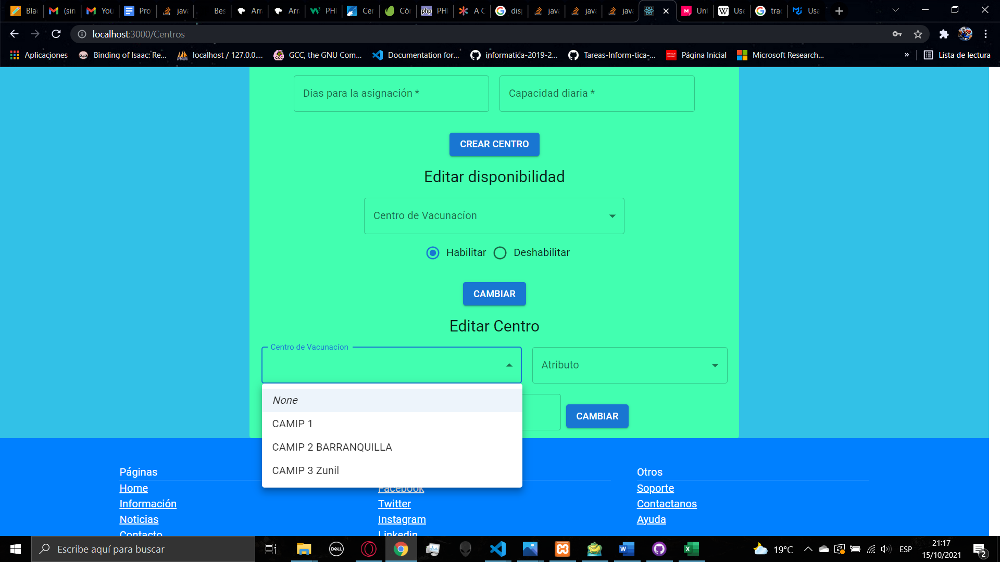 Bla
(sin
You
Pro
java
Bes
Arr
Arr
PHI
Cer
Cór
php
PHI
A C
disp
java
java
java
Unt
W
Use
trad
Usa
localhost:3000/Centros
Aplicaciones
Binding of Isaac: Re...
localhost / 127.0.0....
GCC, the GNU Com...
Documentation for...
informatica-2019-2...
Tareas-Inform-tica-...
Página Inicial
Microsoft Research...
»
Lista de lectura
Dias para la asignación *
Capacidad diaria *
CREAR CENTRO
Editar disponibilidad
Centro de Vacunacíon
Habilitar
Deshabilitar
CAMBIAR
Editar Centro
Centro de Vacunacíon
Atributo
None
CAMIP 1
CAMIP 2 BARRANQUILLA
CAMIP 3 Zunil
CAMBIAR
Páginas
Home
Información
Noticias
Contacto
Facebook
Twitter
Instagram
Linkedin
Otros
Soporte
Contactanos
Ayuda
Escribe aquí para buscar
DELL
19°C
ESP
21:17
15/10/2021
2